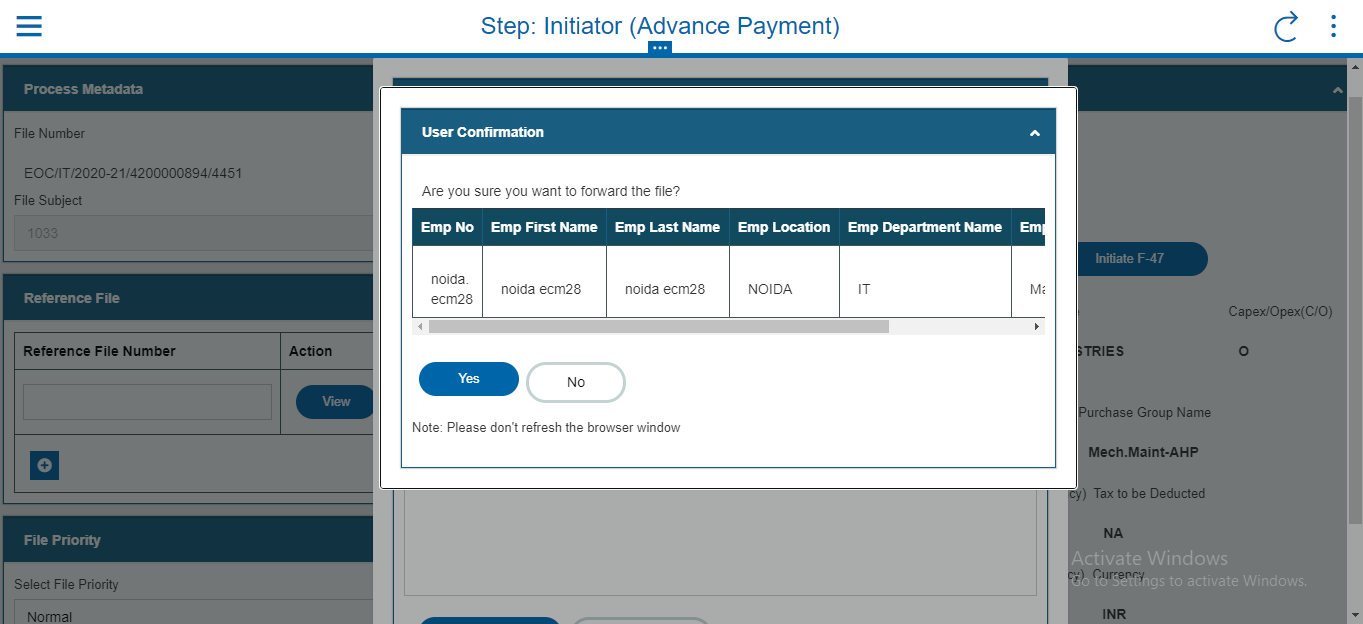 Step: Initiator (Advance Payment)
Process Metadata
File Number
EOC/IT/2020-21/4200000894/4451
File Subject
1033
Reference File
Reference File Number Action
View
File Priority
Select File Priority
Normal
User Confirmation
Are you sure you want to forward the file?
Emp No Emp First Name Emp Last Name Emp Location Emp Department Name Emp
noida.
ecm28 noida ecm28 noida ecm28 NOIDA IT Ma
Yes No
Note: Please don't refresh the browser window
Initiate F-47
Capex/Opex(C/O)
STRIES O
Purchase Group Name
Mech.Maint-AHP
cy) Tax to be Deducted
NA
Activate Windows
cy) Currency
Go to Settings to activate Windows.
INR